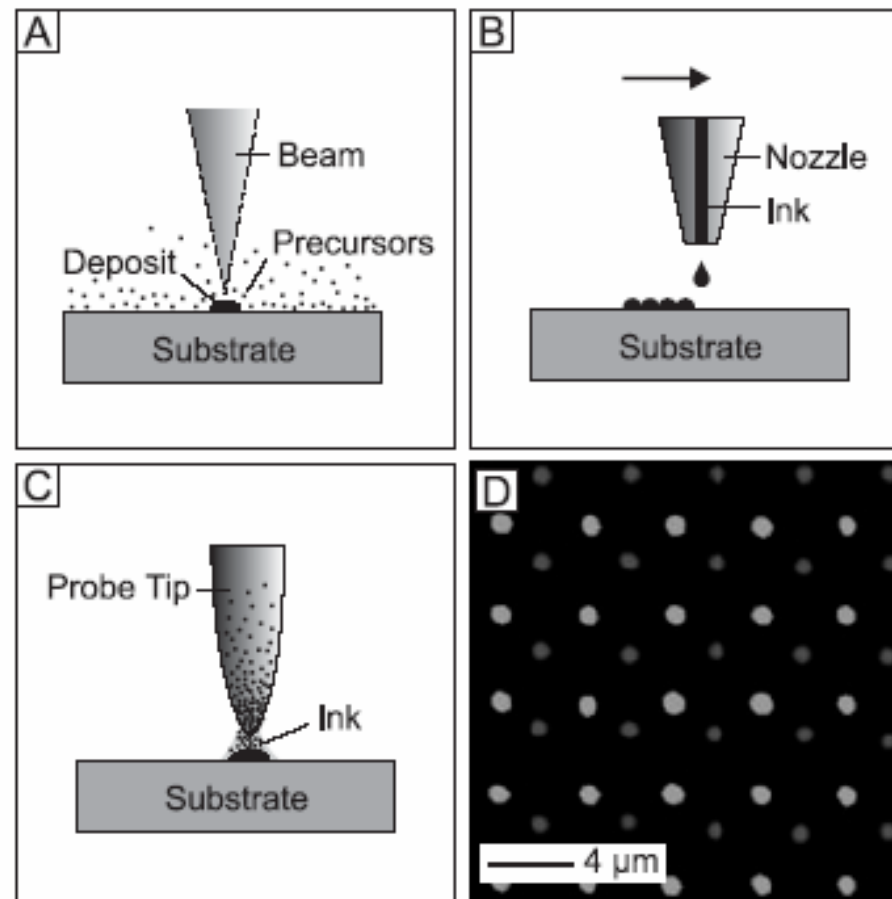 A
Beam
Precursors
Deposit
Substrate
B
Nozzle
Ink
Substrate
C
Probe Tip
Ink
Substrate
D
4 µm